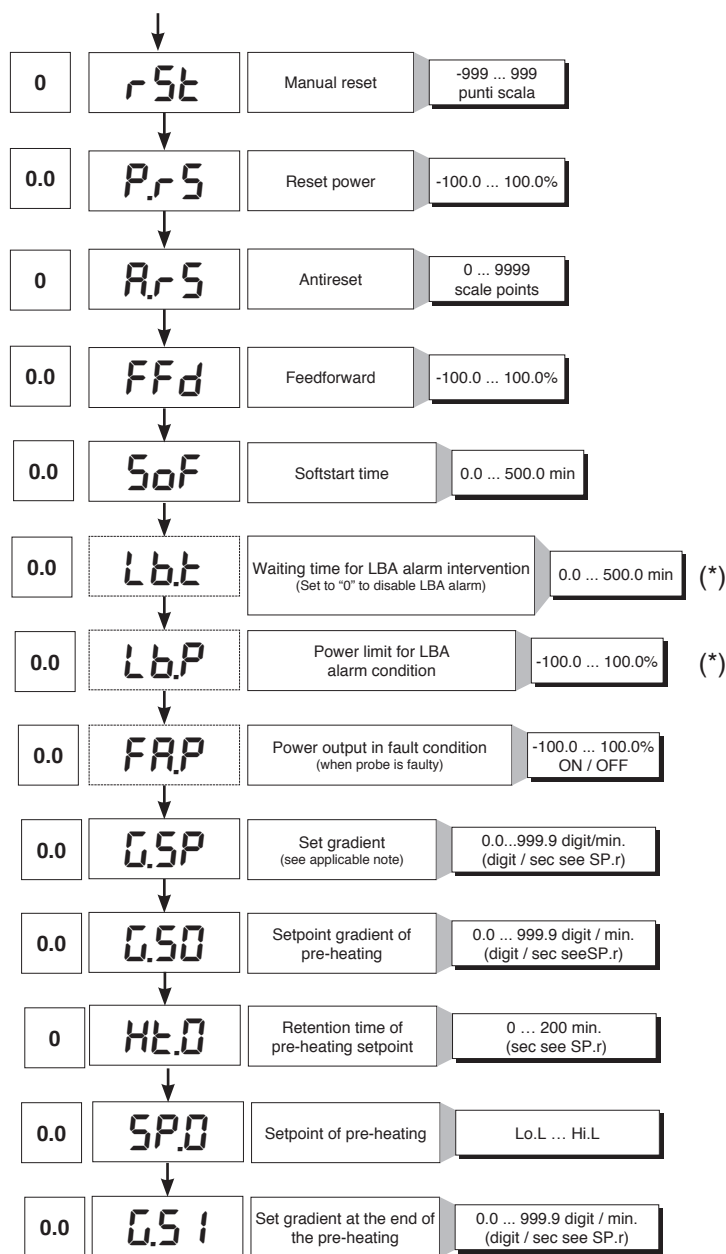 0
rSt
Manual reset
-999 ... 999
punti scala
0.0
P.rS
Reset power
-100.0 ... 100.0%
0
A.rS
Antireset
0 ... 9999
scale points
0.0
FFd
Feedforward
-100.0 ... 100.0%
0.0
SoF
Softstart time
0.0 ... 500.0 min
0.0
Lb.t
Waiting time for LBA alarm intervention
(Set to “0” to disable LBA alarm)
0.0 ... 500.0 min
(*)
0.0
Lb.P
Power limit for LBA
alarm condition
-100.0 ... 100.0%
(*)
0.0
FA.P
Power output in fault condition
(when probe is faulty)
-100.0 ... 100.0%
ON / OFF
0.0
G.SP
Set gradient
(see applicable note)
0.0...999.9 digit/min.
(digit / sec see SP.r)
0.0
G.S0
Setpoint gradient of
pre-heating
0.0 ... 999.9 digit / min.
(digit / sec seeSP.r)
0
Ht.0
Retention time of
pre-heating setpoint
0 … 200 min.
(sec see SP.r)
0.0
SP.0
Setpoint of pre-heating
Lo.L … Hi.L
0.0
G.S1
Set gradient at the end of
the pre-heating
0.0 ... 999.9 digit / min.
(digit / sec see SP.r)